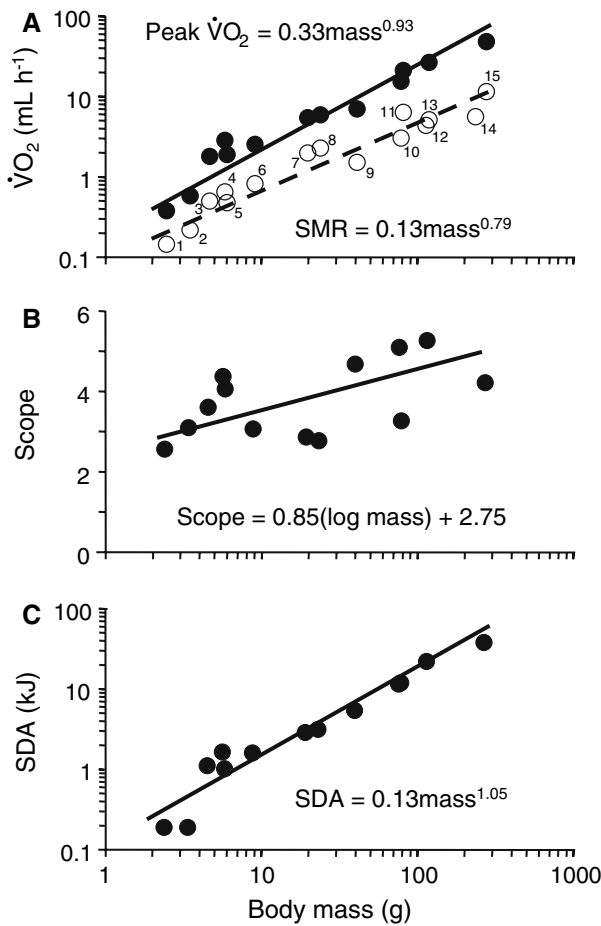 A
Peak V̇O₂ = 0.33mass⁰·⁹³
V̇O₂ (mL h⁻¹)
100
10
1
0.1
1
2
3
4
5
6
7
8
9
10
11
12
13
14
15
SMR = 0.13mass⁰·⁷⁹
B
Scope
6
4
2
0
Scope = 0.85(log mass) + 2.75
C
SDA (kJ)
100
10
1
0.1
SDA = 0.13mass¹·⁰⁵
1
10
100
1000
Body mass (g)